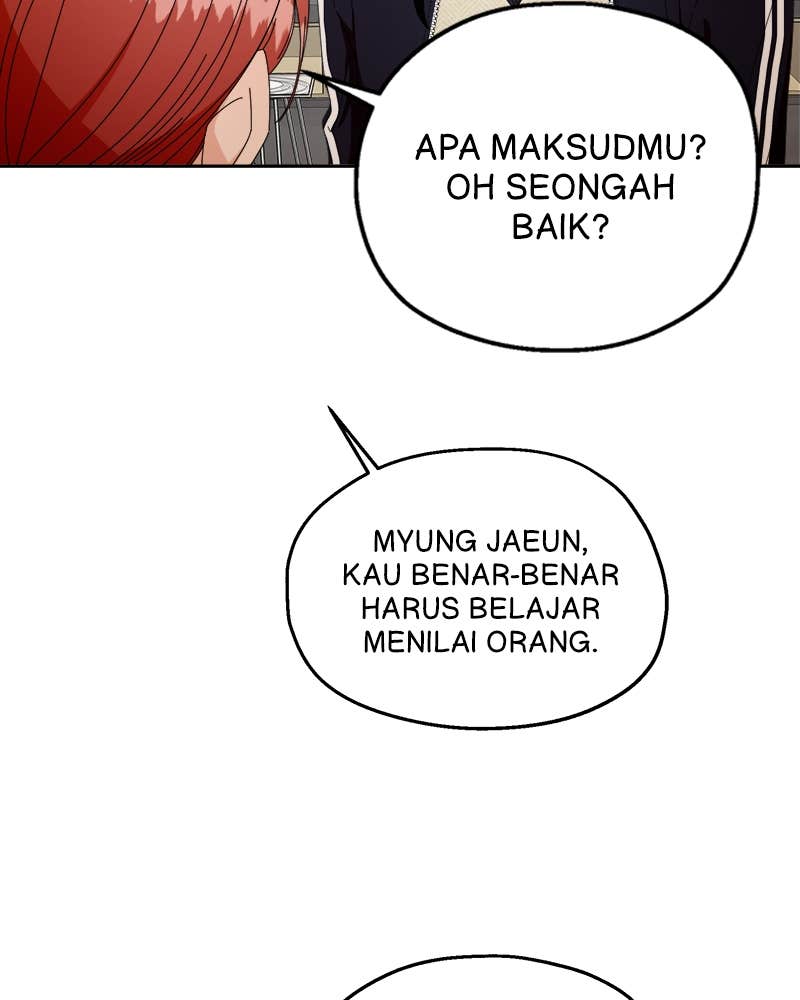 APA MAKSUDMU?
OH SEONGAH
BAIK?
MYUNG JAEUN,
KAU BENAR-BENAR
HARUS BELAJAR
MENILAI ORANG.